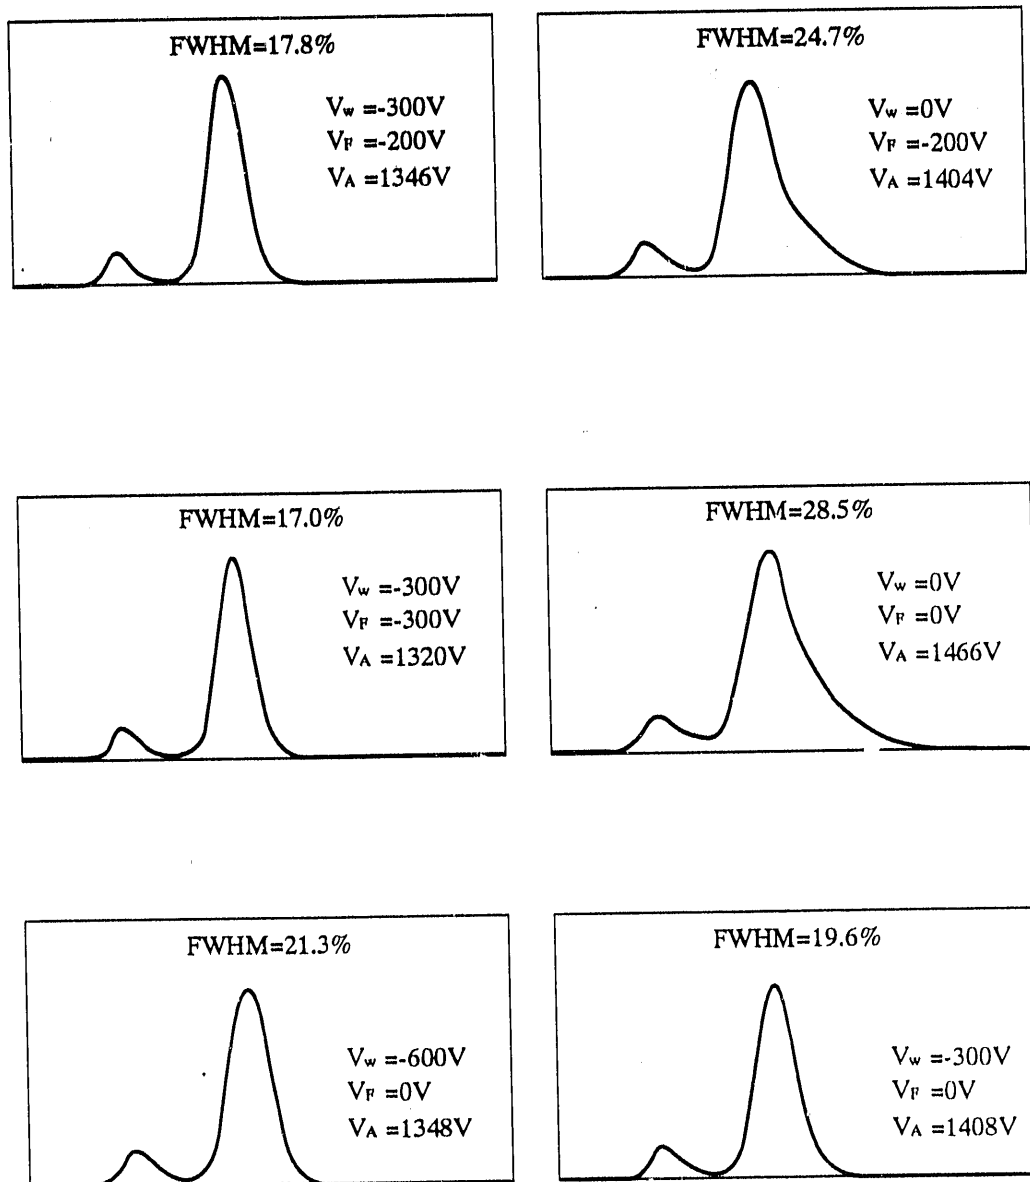 FWHM=17.8%
Vw =-300V
VF =-200V
VA =1346V
FWHM=24.7%
Vw =0V
VF =-200V
VA =1404V
FWHM=17.0%
Vw =-300V
VF =-300V
VA =1320V
FWHM=28.5%
Vw =0V
VF =0V
VA =1466V
FWHM=21.3%
Vw =-600V
VF =0V
VA =1348V
FWHM=19.6%
Vw =-300V
VF =0V
VA =1408V